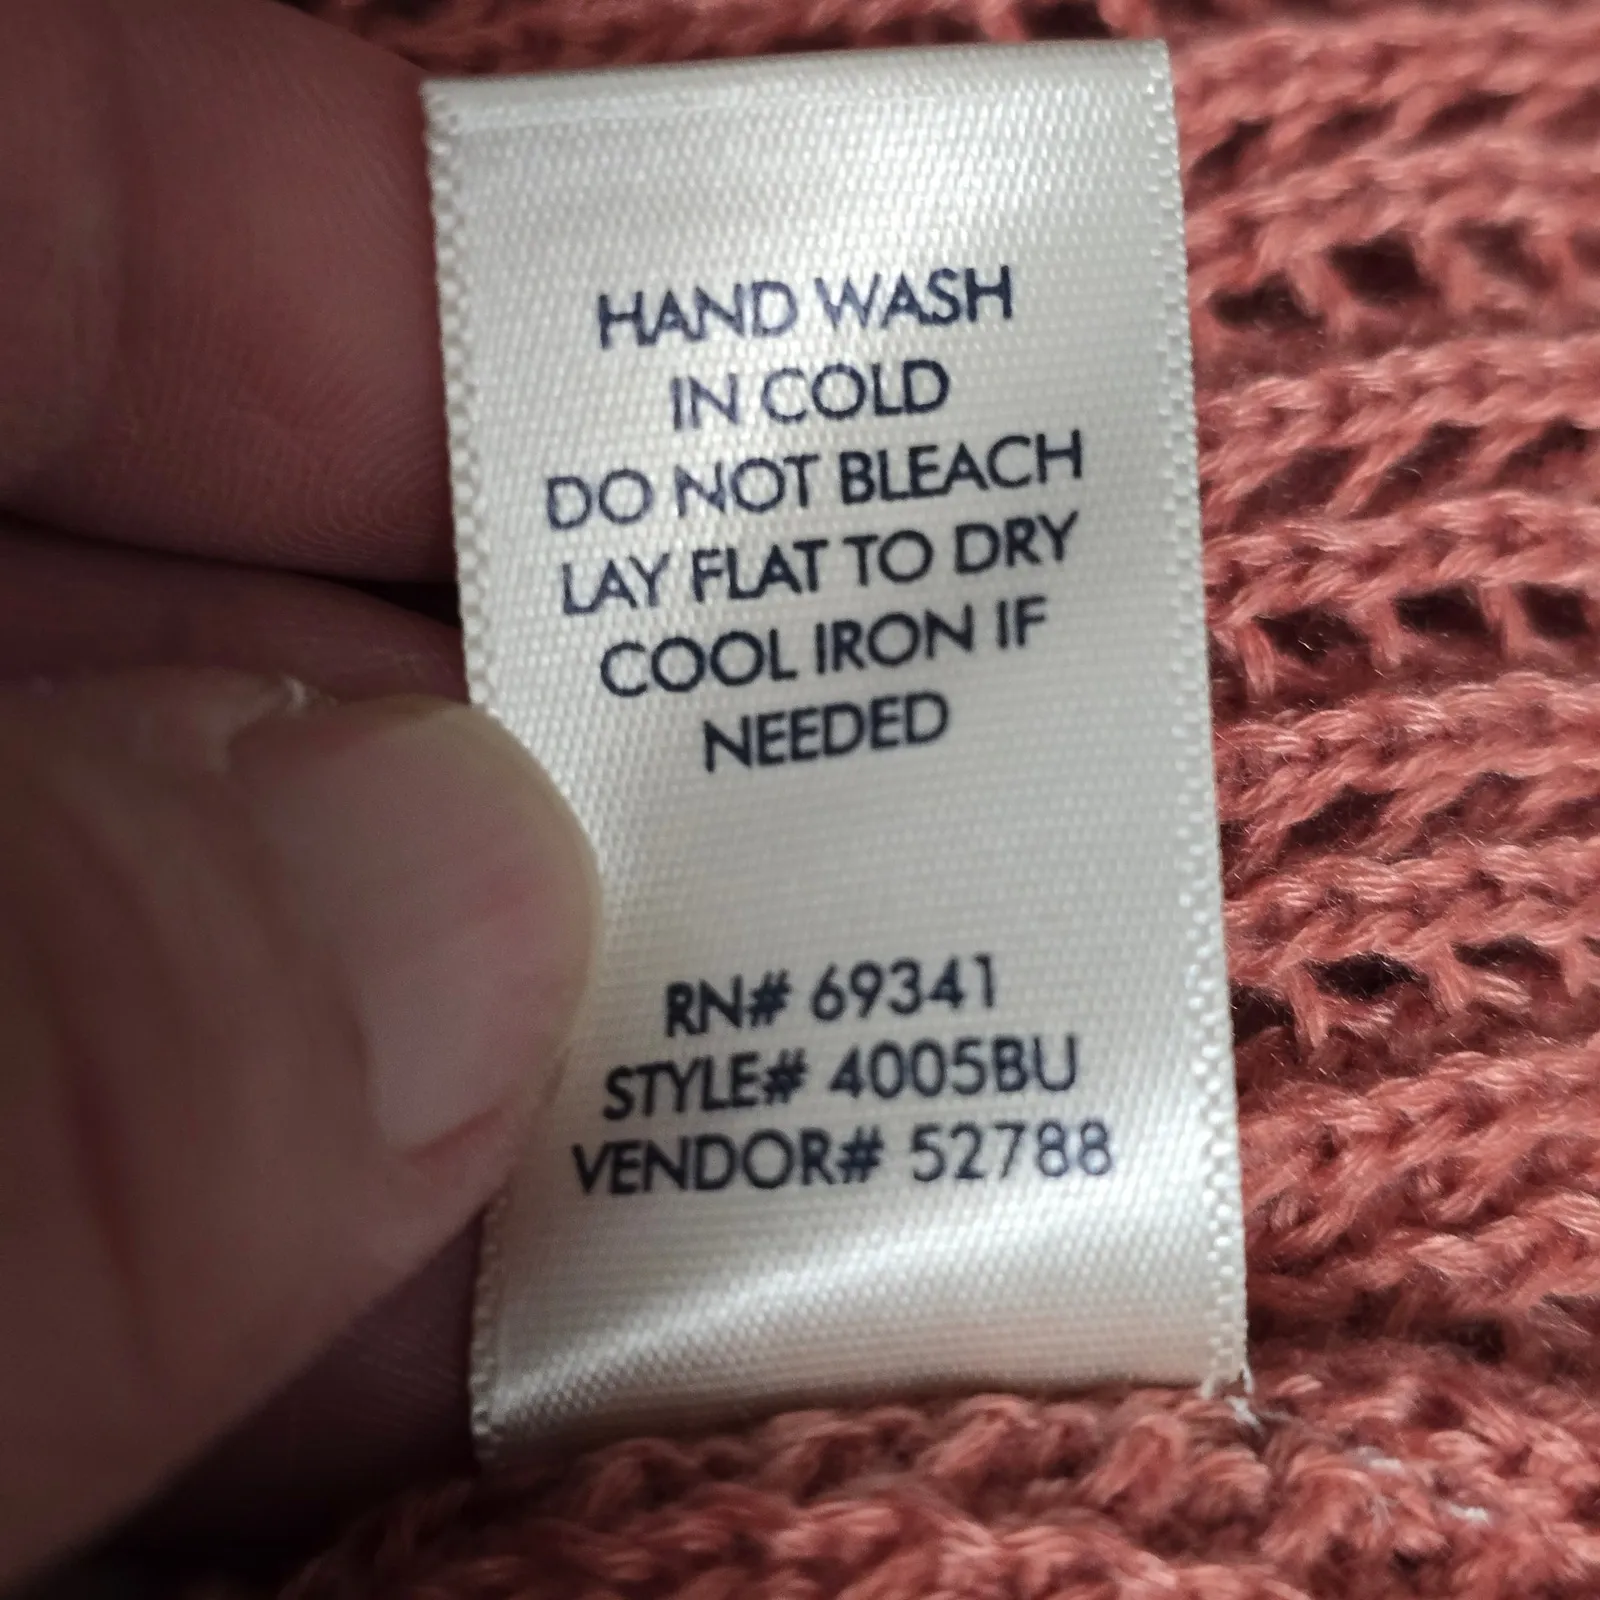 HAND WASH
IN COLD
DO NOT BLEACH
LAY FLAT TO DRY
COOL IRON IF
NEEDED
RN# 69341
STYLE# 4005BU
VENDOR# 52788